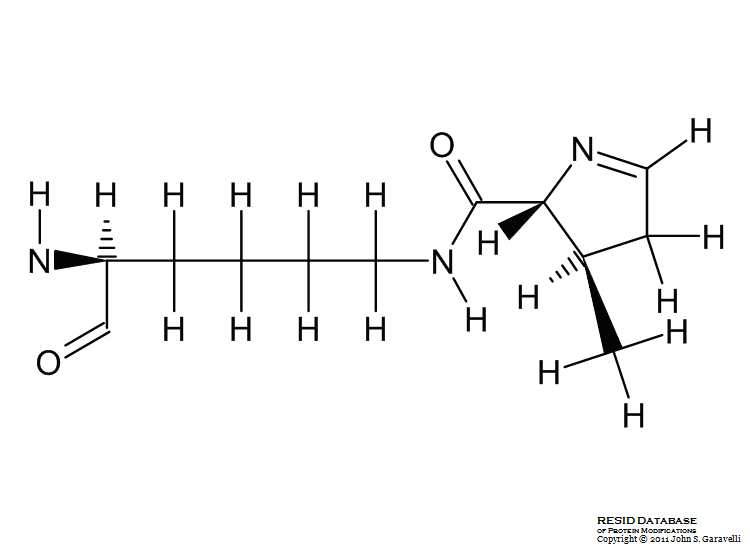 O N H
H H H H H H
N N H H
H
H H
H H H H H H
O H H
H
RESID DATABASE
OF PROTEIN MODIFICATIONS
Copyright © 2011 John S. Garavelli